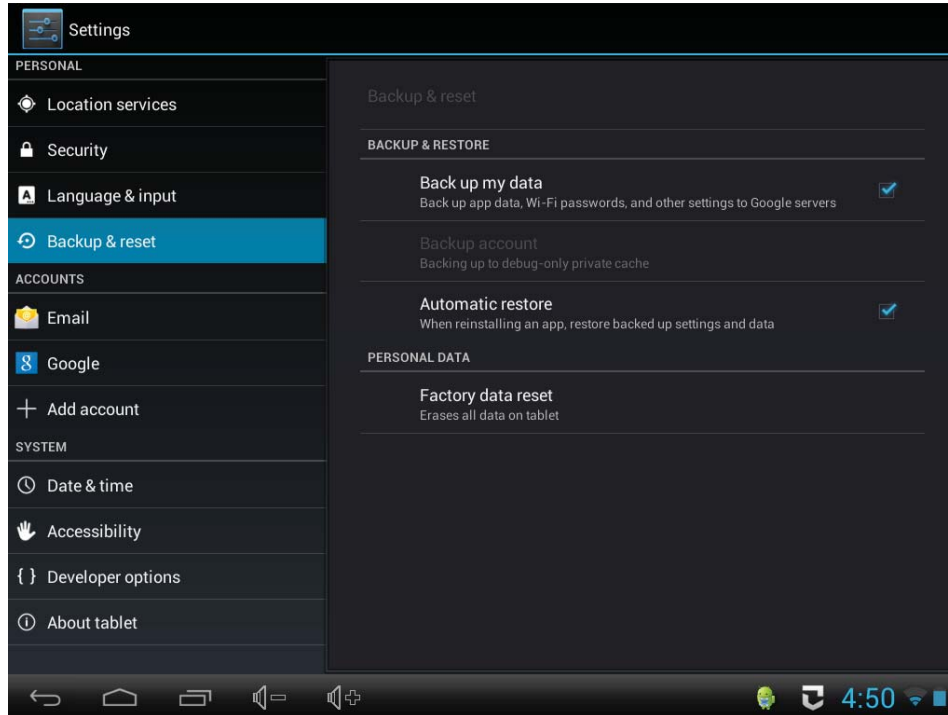 Settings
PERSONAL
Location services
Security
Language & input
Backup & reset
ACCOUNTS
Email
Google
Add account
SYSTEM
Date & time
Accessibility
Developer options
About tablet
Backup & reset
BACKUP & RESTORE
Back up my data
Back up app data, Wi-Fi passwords, and other settings to Google servers
Backup account
Backing up to debug-only private cache
Automatic restore
When reinstalling an app, restore backed up settings and data
PERSONAL DATA
Factory data reset
Erases all data on tablet
4:50